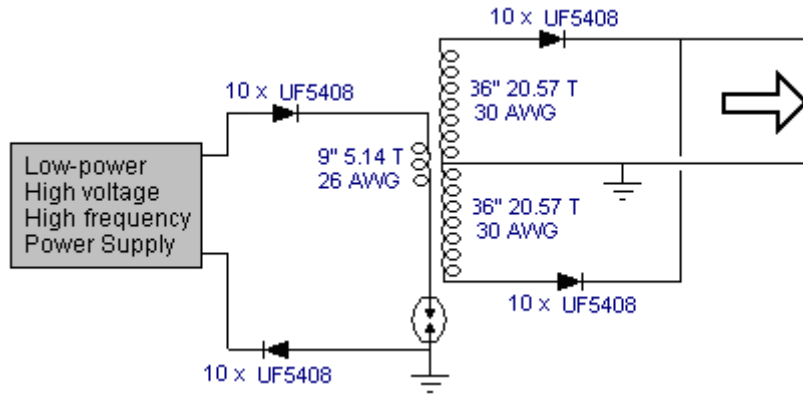 10 x UF5408
36" 20.57 T
30 AWG
10 x UF5408
9" 5.14 T
26 AWG
Low-power
High voltage
High frequency
Power Supply
36" 20.57 T
30 AWG
10 x UF5408
10 x UF5408